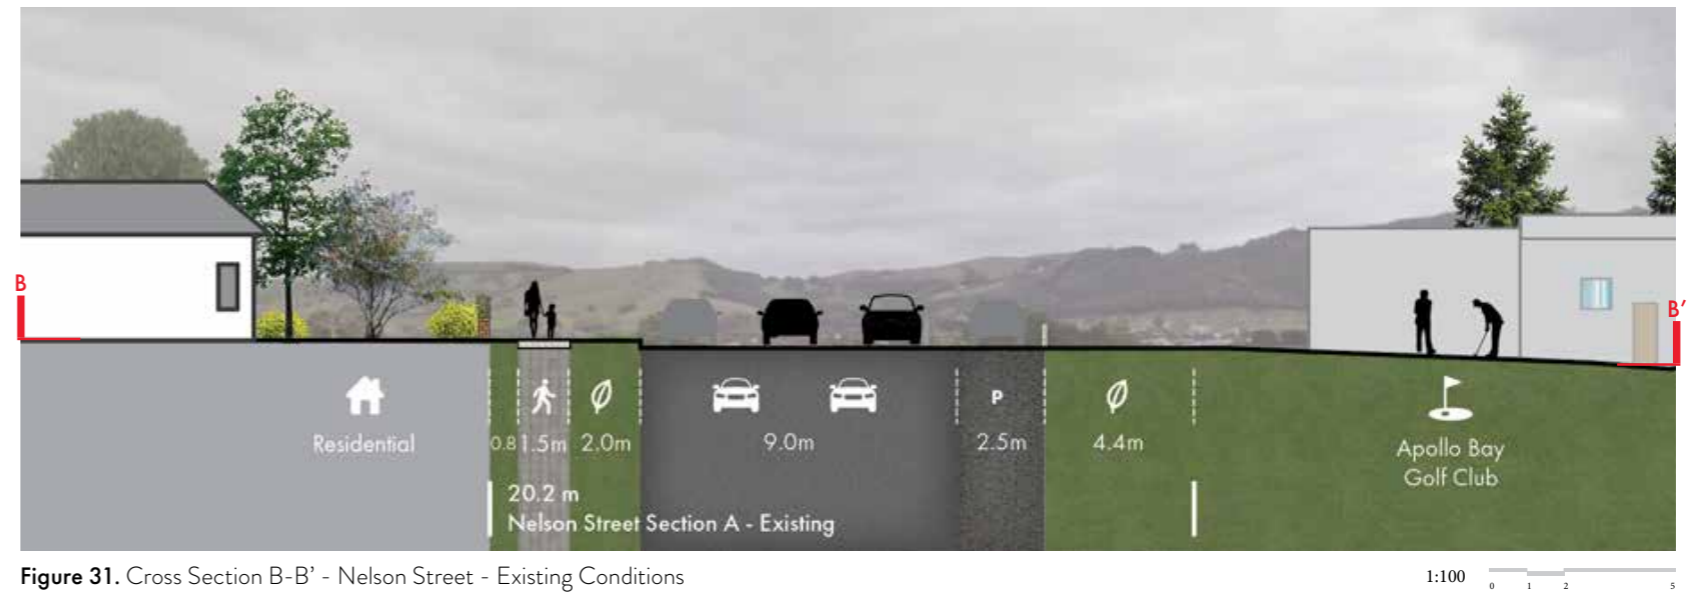 B
B'
Residential
0.8 1.5m 2.0m 9.0m P 2.5m 4.4m
Apollo Bay
Golf Club
20.2 m
Nelson Street Section A - Existing
Figure 31. Cross Section B-B' - Nelson Street - Existing Conditions
1:100
0 1 2 5